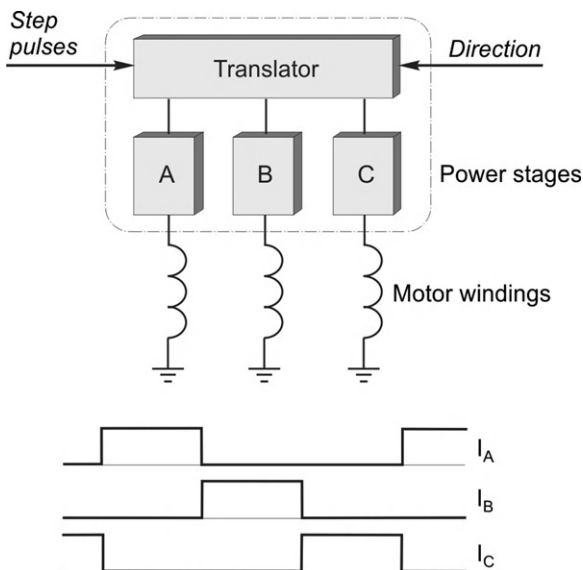 Step
pulses
Translator
Direction
A
B
C
Power stages
Motor windings
I_A
I_B
I_C